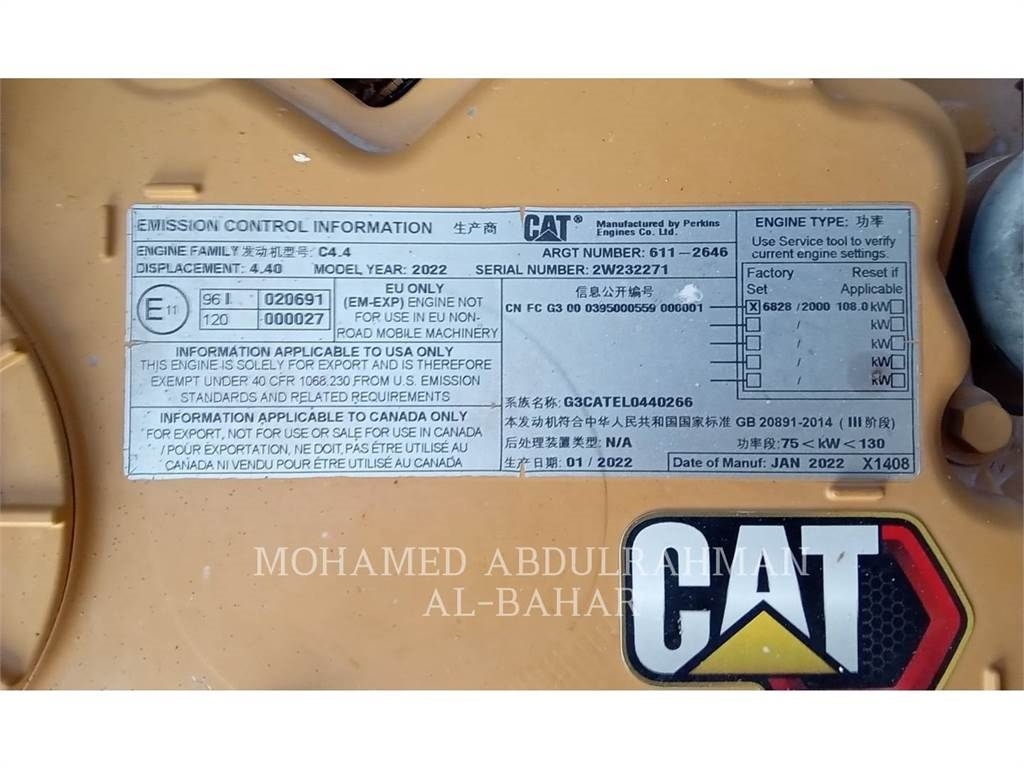 EMISSION CONTROL INFORMATION 生产商 CAT® Manufactured by Perkins
Engines Co. Ltd.
ENGINE FAMILY 发动机型号: C4.4 ARGT NUMBER: 611-2646
DISPLACEMENT: 4.40 MODEL YEAR: 2022 SERIAL NUMBER: 2W232271
E 11
96 I 020691
120 000027
EU ONLY
(EM-EXP) ENGINE NOT
FOR USE IN EU NON-
ROAD MOBILE MACHINERY
INFORMATION APPLICABLE TO USA ONLY
THIS ENGINE IS SOLELY FOR EXPORT AND IS THEREFORE
EXEMPT UNDER 40 CFR 1068.230 FROM U.S. EMISSION
STANDARDS AND RELATED REQUIREMENTS
INFORMATION APPLICABLE TO CANADA ONLY
FOR EXPORT, NOT FOR USE OR SALE FOR USE IN CANADA
/ POUR EXPORTATION, NE DOIT PAS ÊTRE UTILISÉ AU
CANADA NI VENDU POUR ÊTRE UTILISÉ AU CANADA
信息公开编号
CN FC G3 00 0395000559 000001
系族名称: G3CATEL0440266
本发动机符合中华人民共和国国家标准 GB 20891-2014 ( III 阶段)
后处理装置类型: N/A 功率段: 75 < kW < 130
生产日期: 01 / 2022 Date of Manuf: JAN 2022 X1408
ENGINE TYPE: 功率
Use Service tool to verify
current engine settings.
Factory Reset if
Set Applicable
X 6828 / 2000 108.0 kW
/ kW
/ kW
/ kW
/ kW
MOHAMED ABDULRAHMAN
AL-BAHAR
CAT